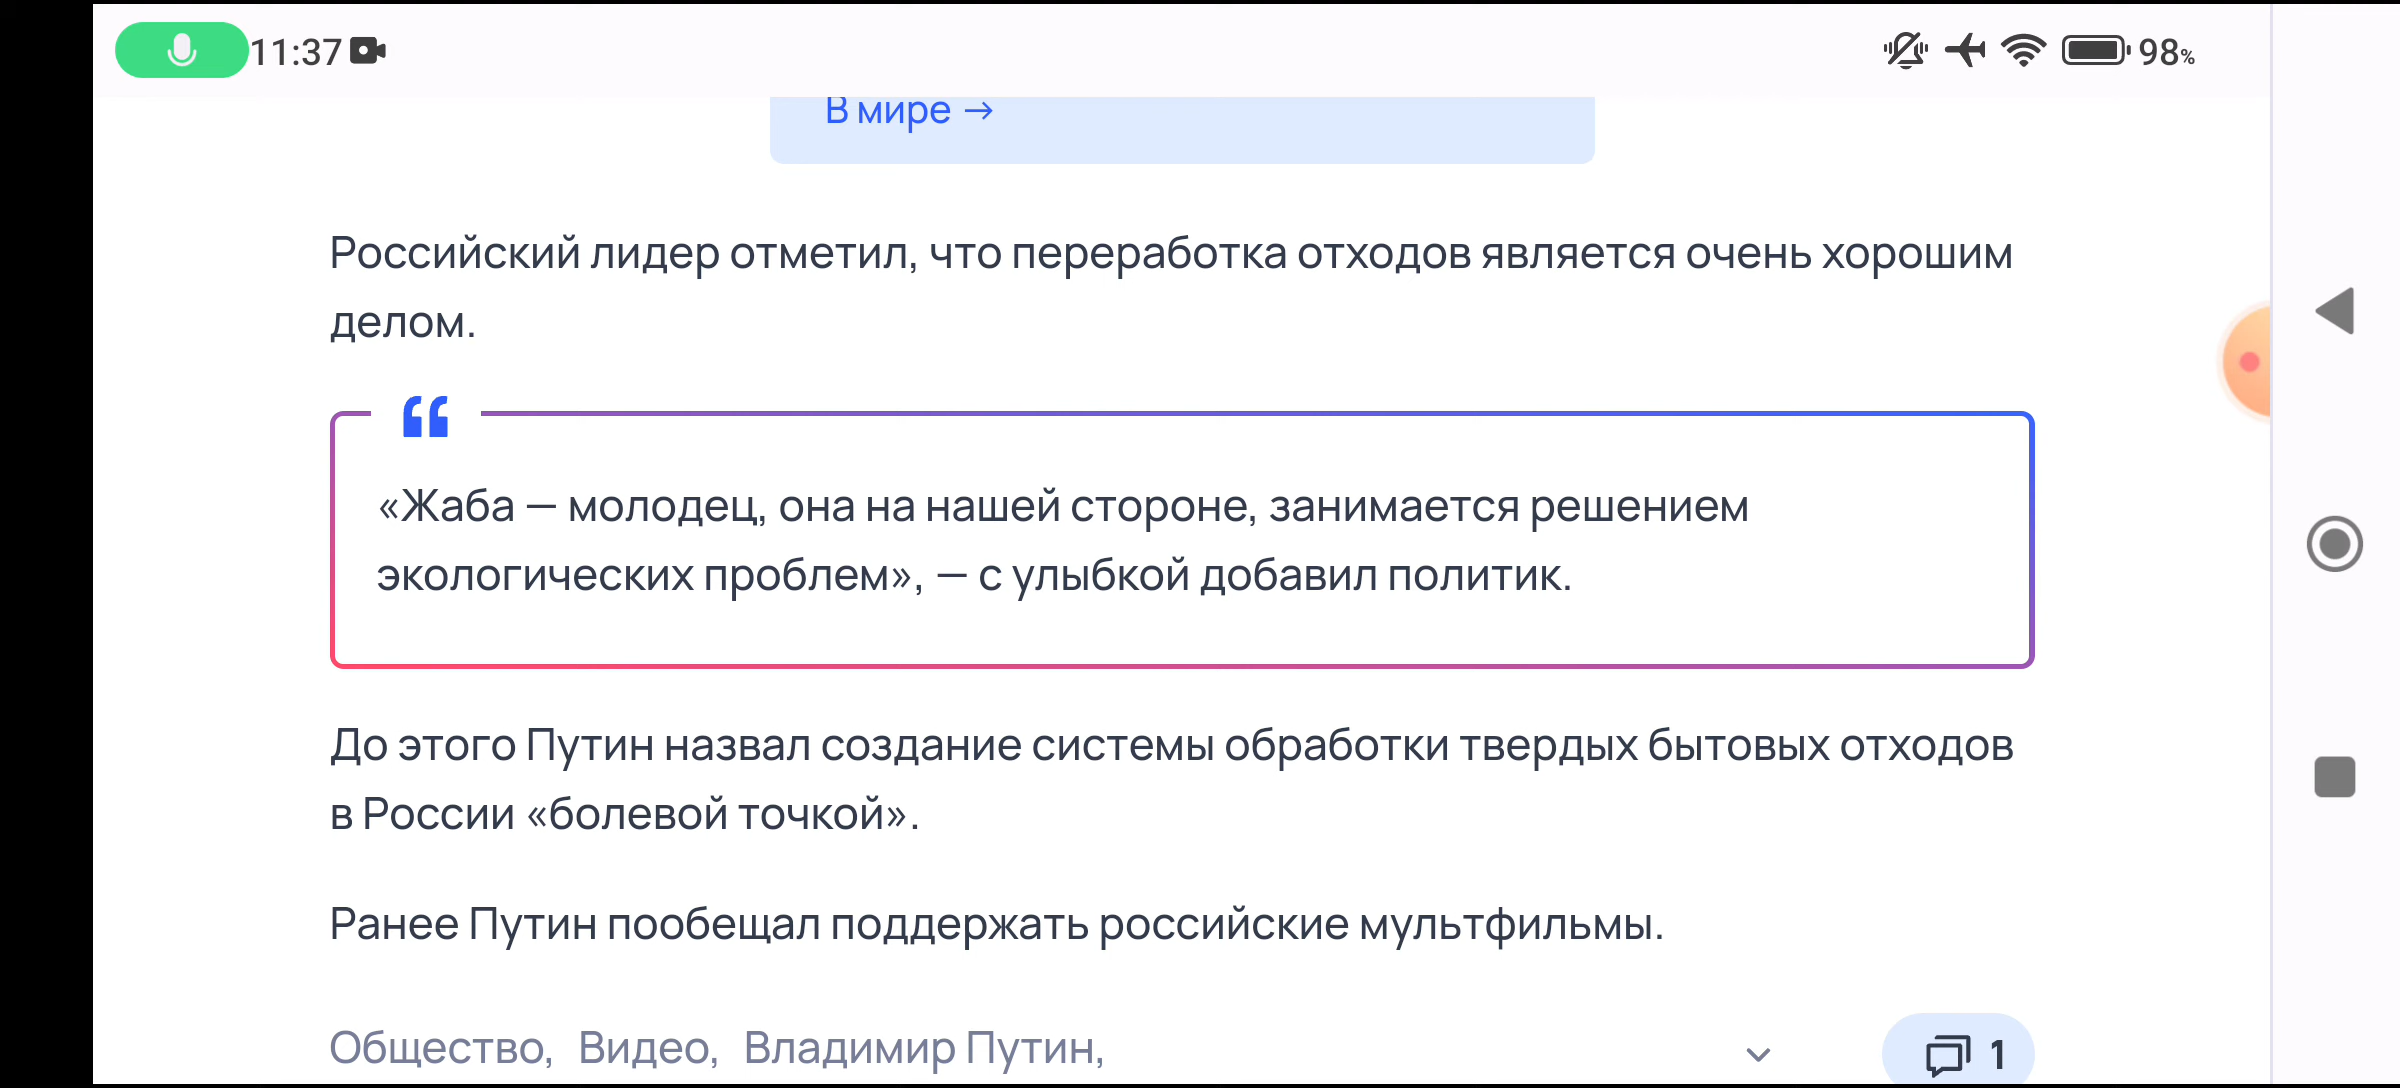 11:37
98%
В мире →
Российский лидер отметил, что переработка отходов является очень хорошим
делом.
“
«Жаба — молодец, она на нашей стороне, занимается решением
экологических проблем», — с улыбкой добавил политик.
До этого Путин назвал создание системы обработки твердых бытовых отходов
в России «болевой точкой».
Ранее Путин пообещал поддержать российские мультфильмы.
Общество, Видео, Владимир Путин,
1